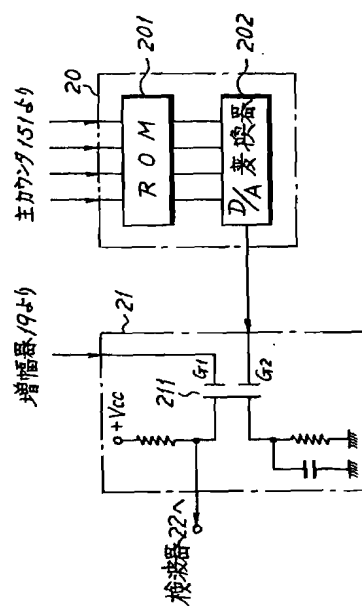 主カウンタ151より
20
201
ROM
202
D/A変換器
増幅器19より
21
211
G1
G2
+Vcc
検波器22へ